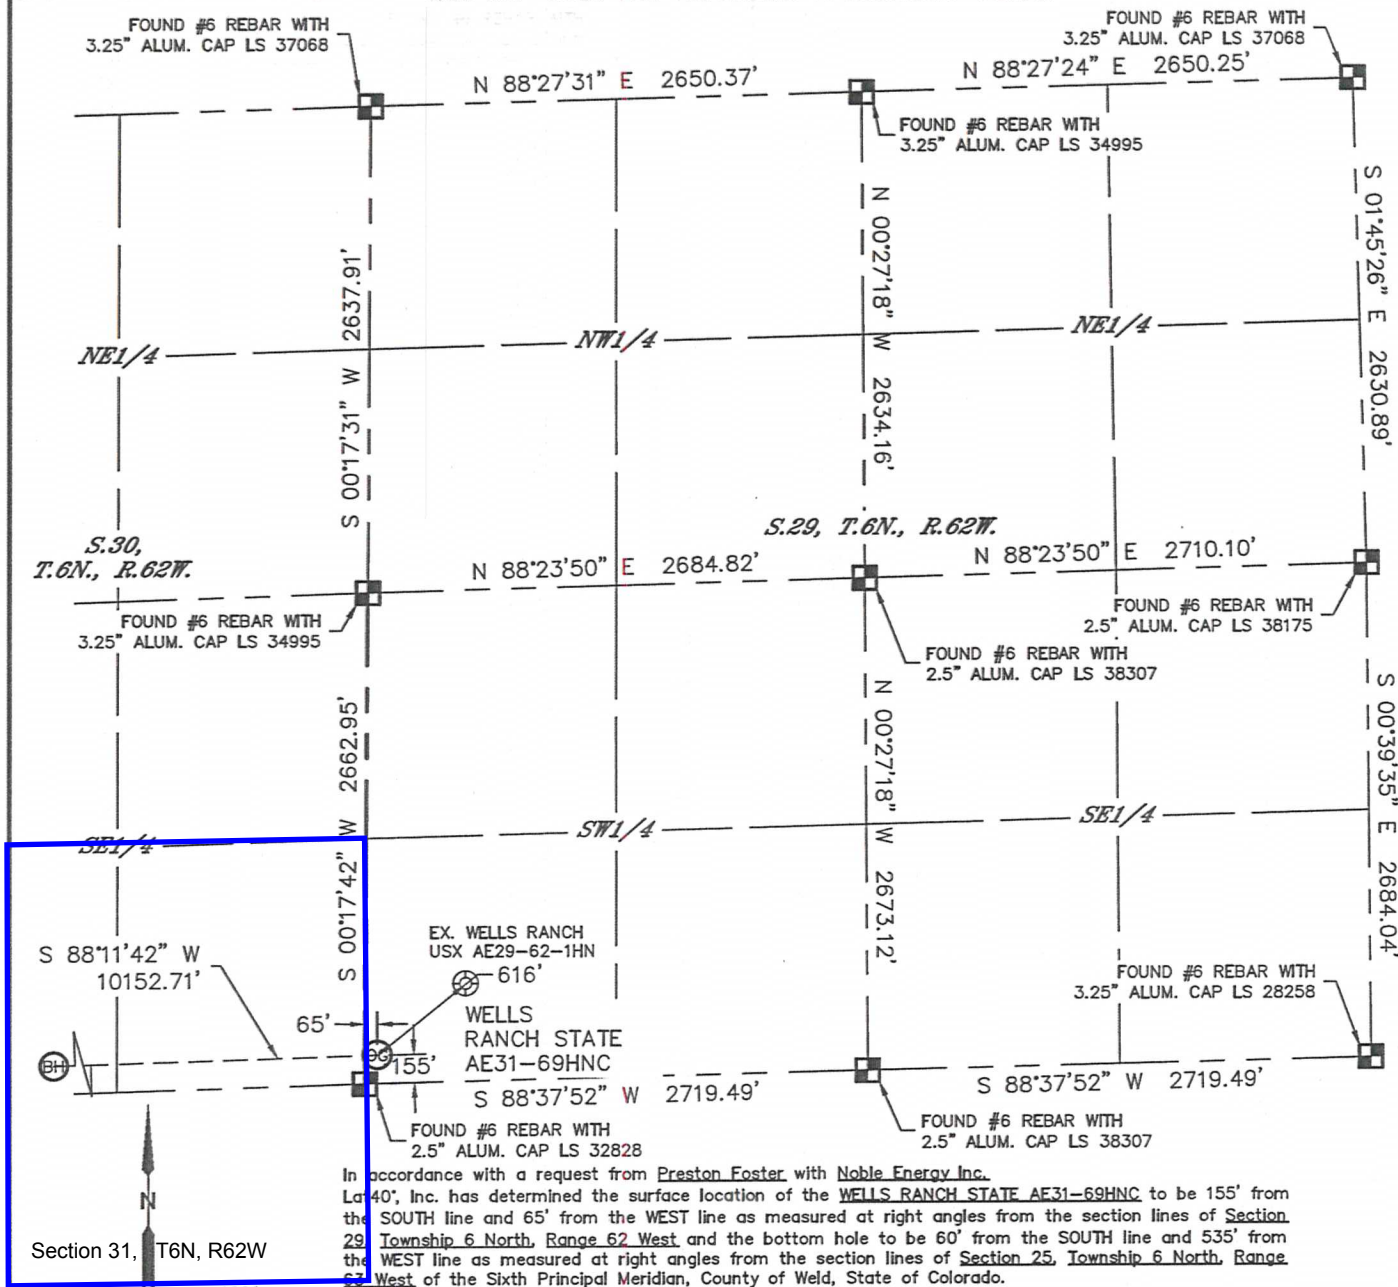 FOUND #6 REBAR WITH
3.25" ALUM. CAP LS 37068
FOUND #6 REBAR WITH
3.25" ALUM. CAP LS 37068
N 88°27'31" E 2650.37'
N 88°27'24" E 2650.25'
FOUND #6 REBAR WITH
3.25" ALUM. CAP LS 34995
S 00°17'31" W 2637.91'
N 00°27'18" W 2634.16'
S 01°45'26" E 2630.89'
NE1/4
NW1/4
NE1/4
S.30,
T.6N., R.62W.
S.29, T.6N., R.62W.
N 88°23'50" E 2684.82'
N 88°23'50" E 2710.10'
FOUND #6 REBAR WITH
3.25" ALUM. CAP LS 34995
FOUND #6 REBAR WITH
2.5" ALUM. CAP LS 38175
FOUND #6 REBAR WITH
2.5" ALUM. CAP LS 38307
S 00°17'42" W 2662.95'
N 00°27'18" W 2673.12'
S 00°39'35" E 2684.04'
SE1/4
SW1/4
SE1/4
S 88°11'42" W
10152.71'
EX. WELLS RANCH
USX AE29-62-1HN
616'
65'
WELLS
RANCH STATE
AE31-69HNC
BH
OG
155'
FOUND #6 REBAR WITH
3.25" ALUM. CAP LS 28258
S 88°37'52" W 2719.49'
S 88°37'52" W 2719.49'
FOUND #6 REBAR WITH
2.5" ALUM. CAP LS 32828
FOUND #6 REBAR WITH
2.5" ALUM. CAP LS 38307
N
Section 31, T6N, R62W
In accordance with a request from Preston Foster with Noble Energy Inc.
Lat40°, Inc. has determined the surface location of the WELLS RANCH STATE AE31-69HNC to be 155' from
the SOUTH line and 65' from the WEST line as measured at right angles from the section lines of Section
29, Township 6 North, Range 62 West and the bottom hole to be 60' from the SOUTH line and 535' from
the WEST line as measured at right angles from the section lines of Section 25, Township 6 North, Range
63 West of the Sixth Principal Meridian, County of Weld, State of Colorado.